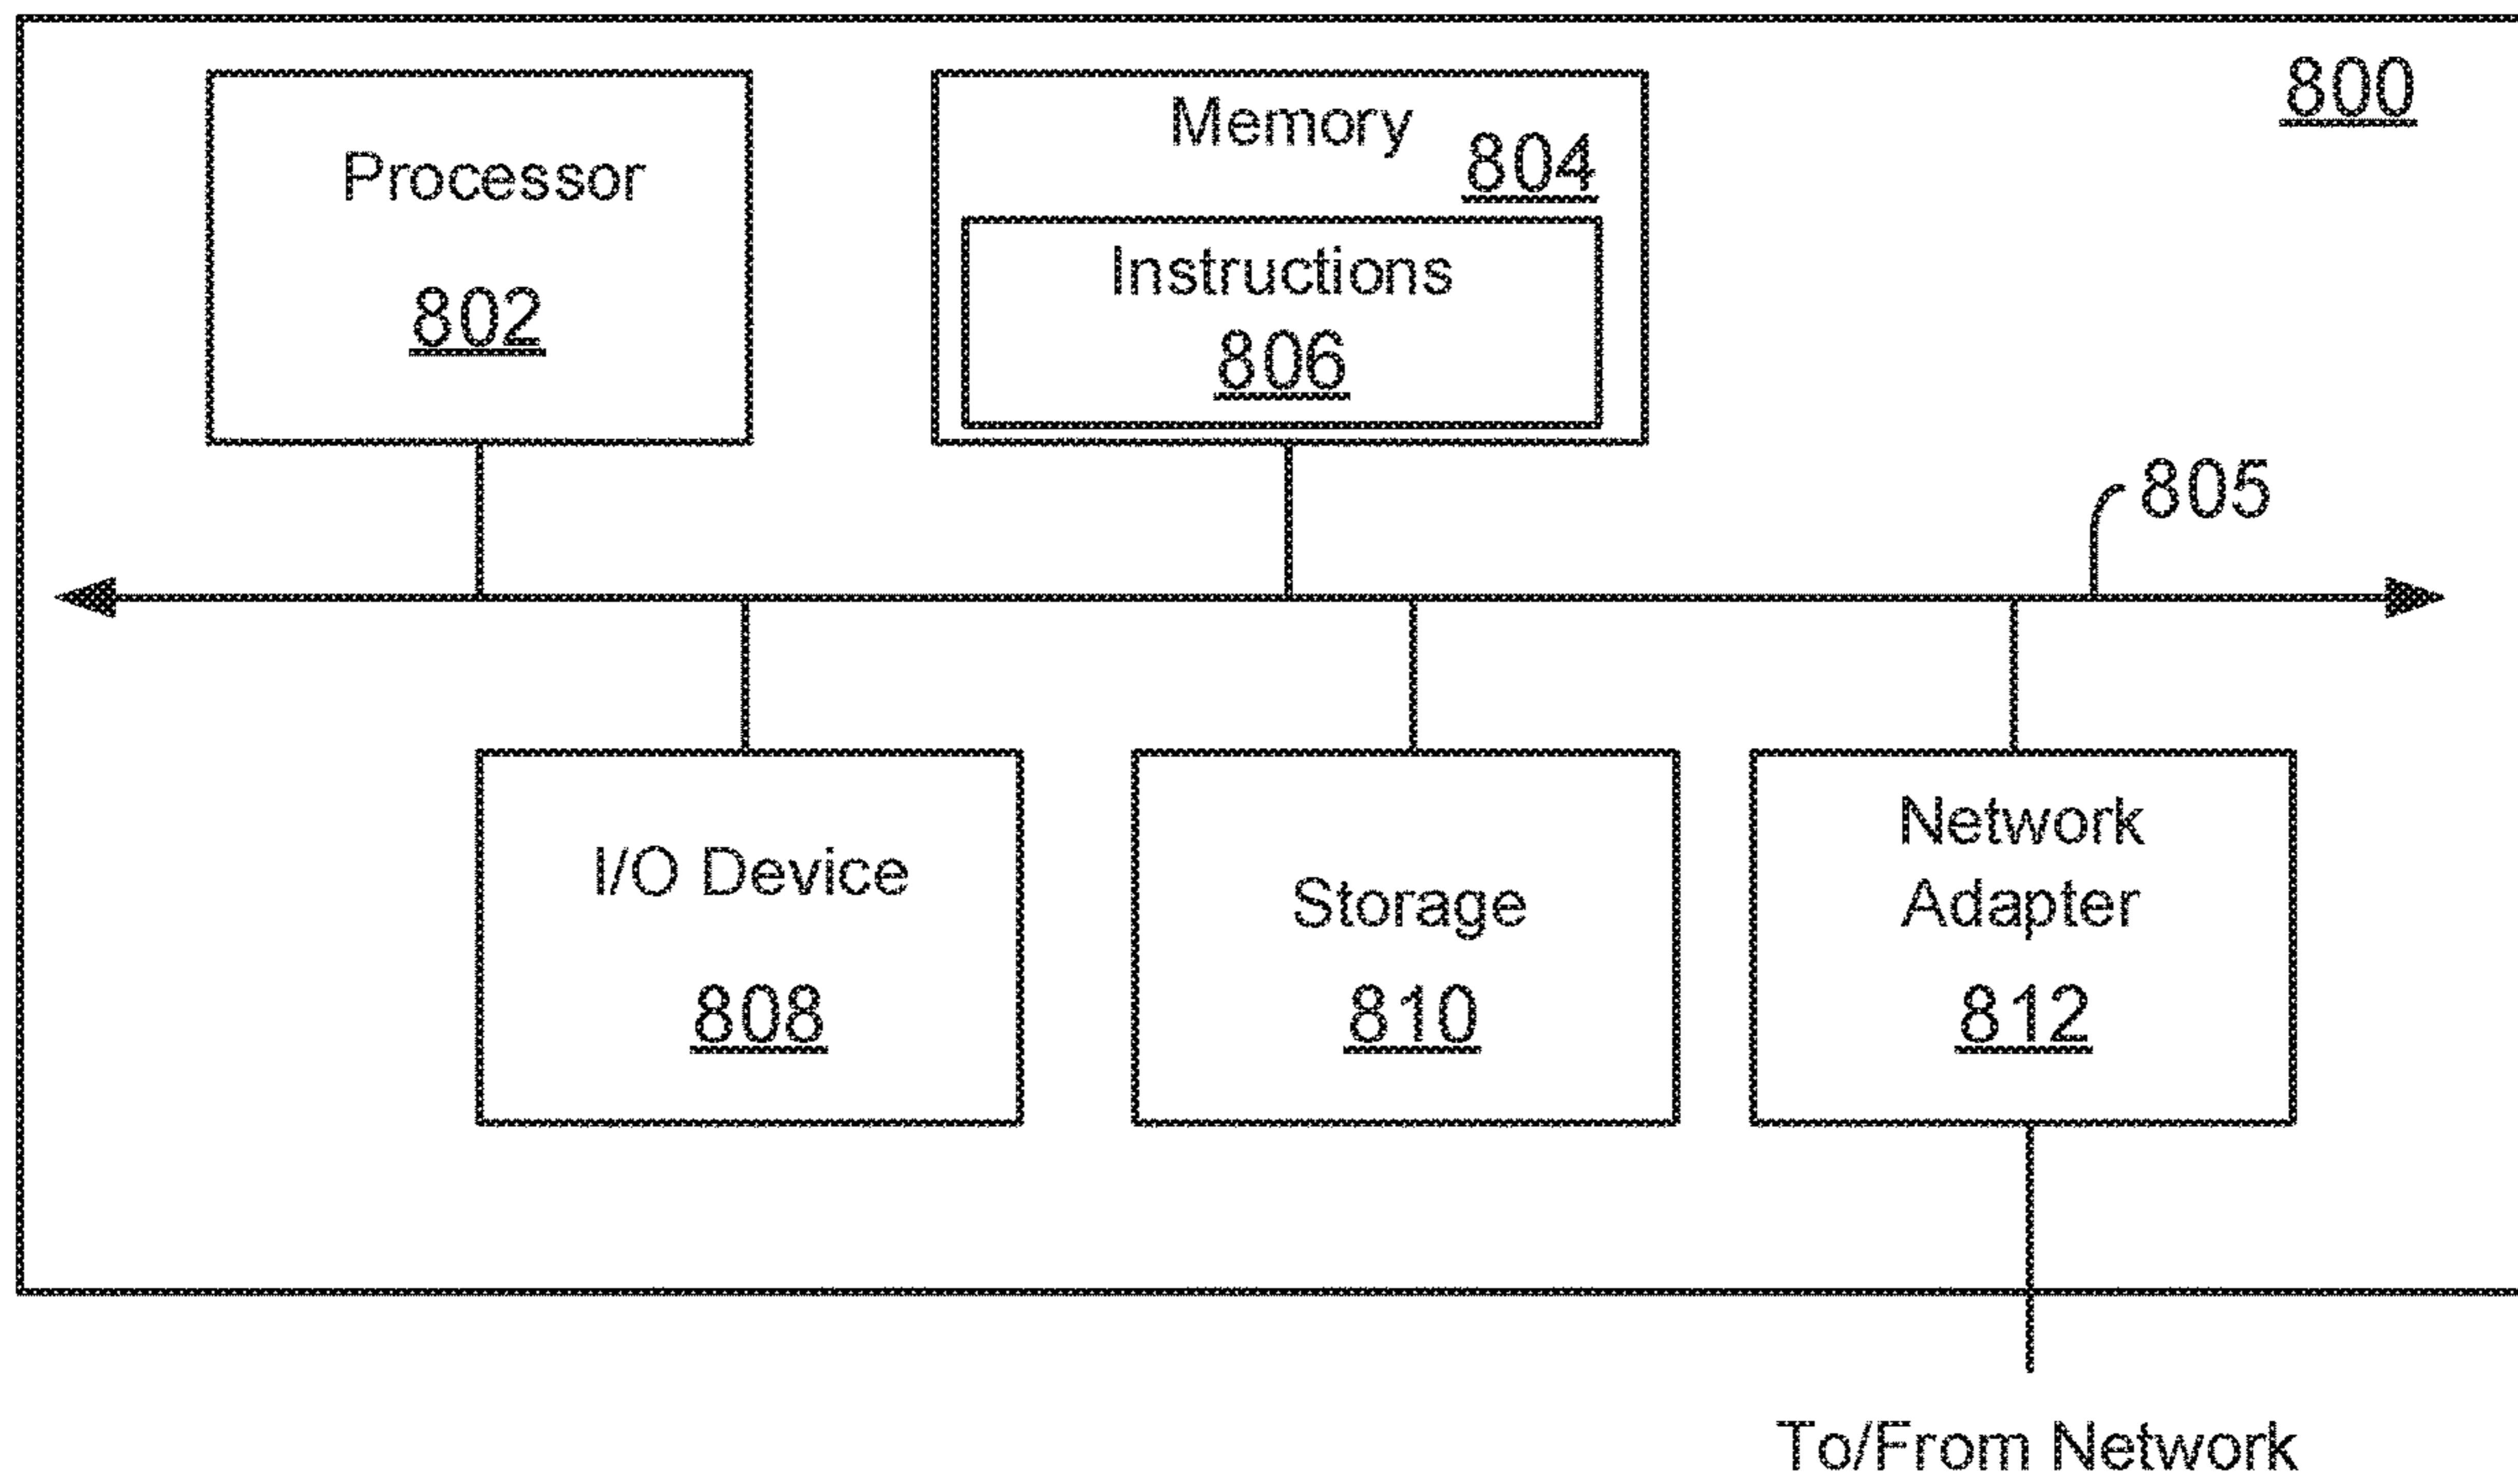 800
Processor
802
Memory
804
Instructions
806
805
I/O Device
808
Storage
810
Network
Adapter
812
To/From Network